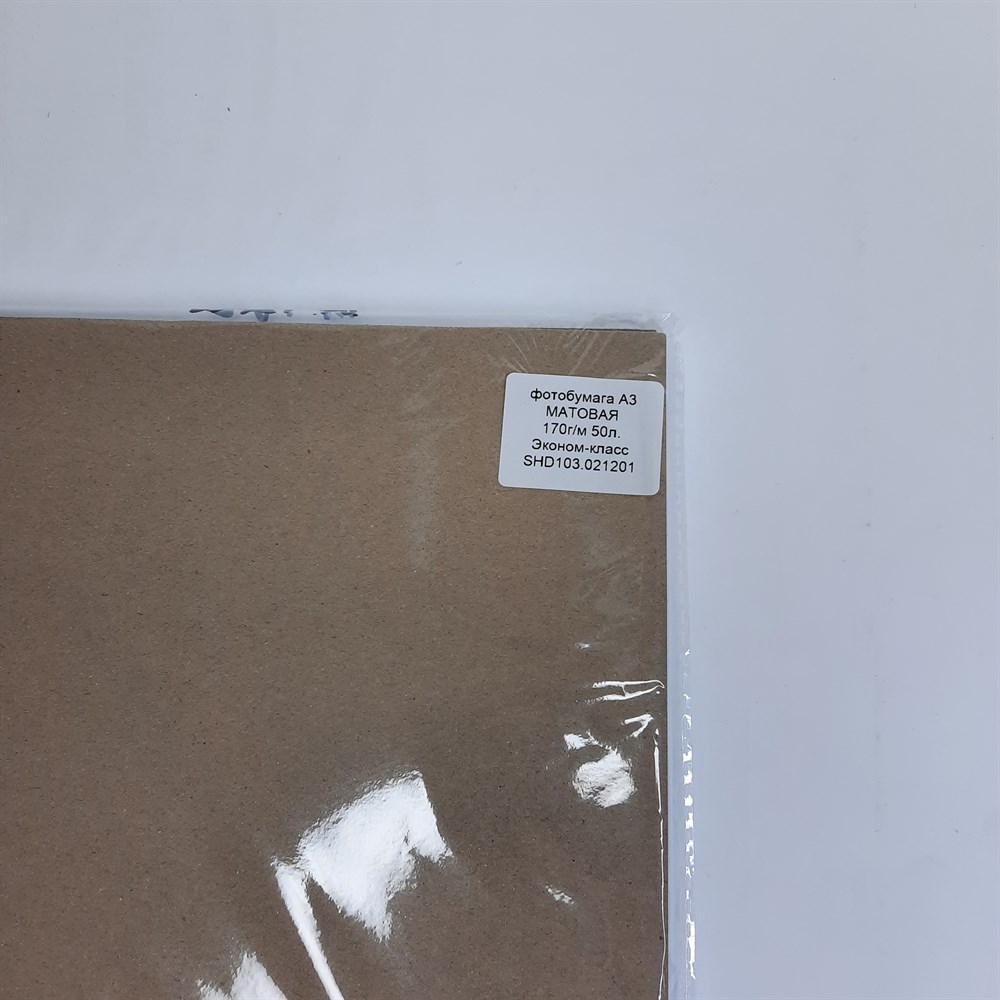 фотобумага А3
МАТОВАЯ
170г/м 50л.
Эконом-класс
SHD103.021201